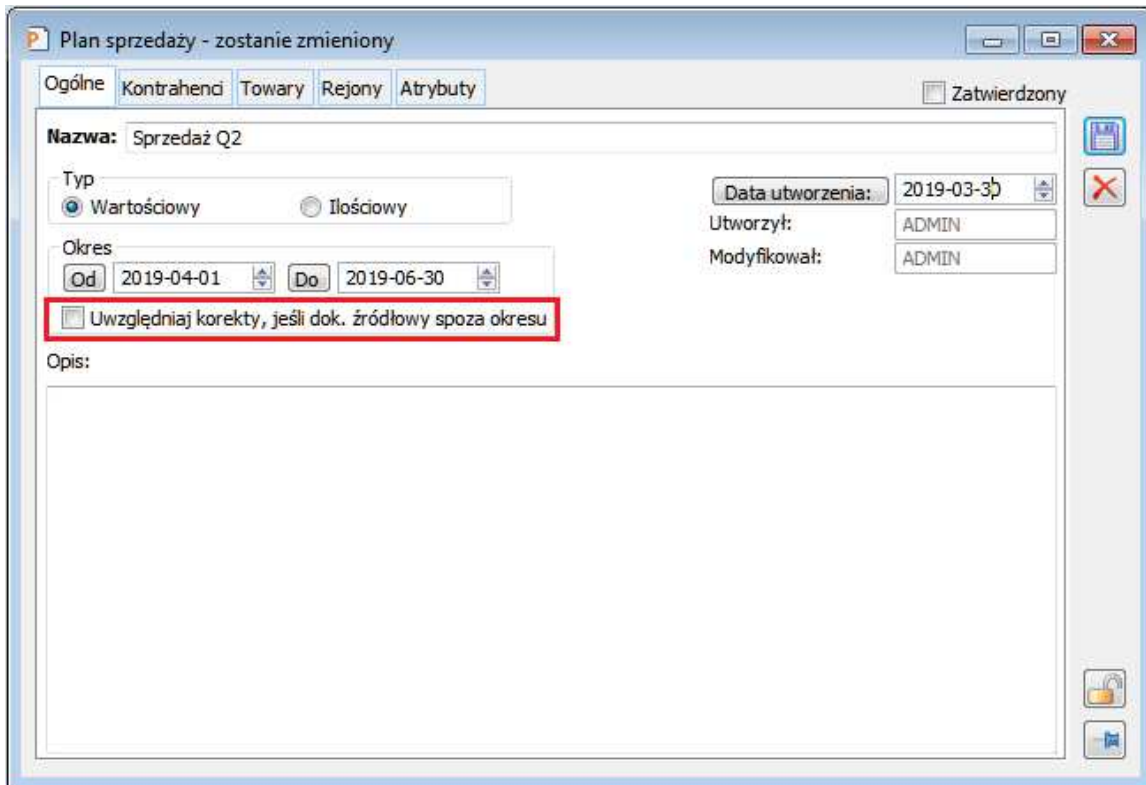 Plan sprzedaży - zostanie zmieniony
Ogólne Kontrahenci Towary Rejony Atrybuty
Zatwierdzony
Nazwa: Sprzedaż Q2
Typ
Wartościowy Ilościowy
Data utworzenia: 2019-03-30
Utworzył: ADMIN
Modyfikował: ADMIN
Okres
Od 2019-04-01 Do 2019-06-30
Uwzględniaj korekty, jeśli dok. źródłowy spoza okresu
Opis: